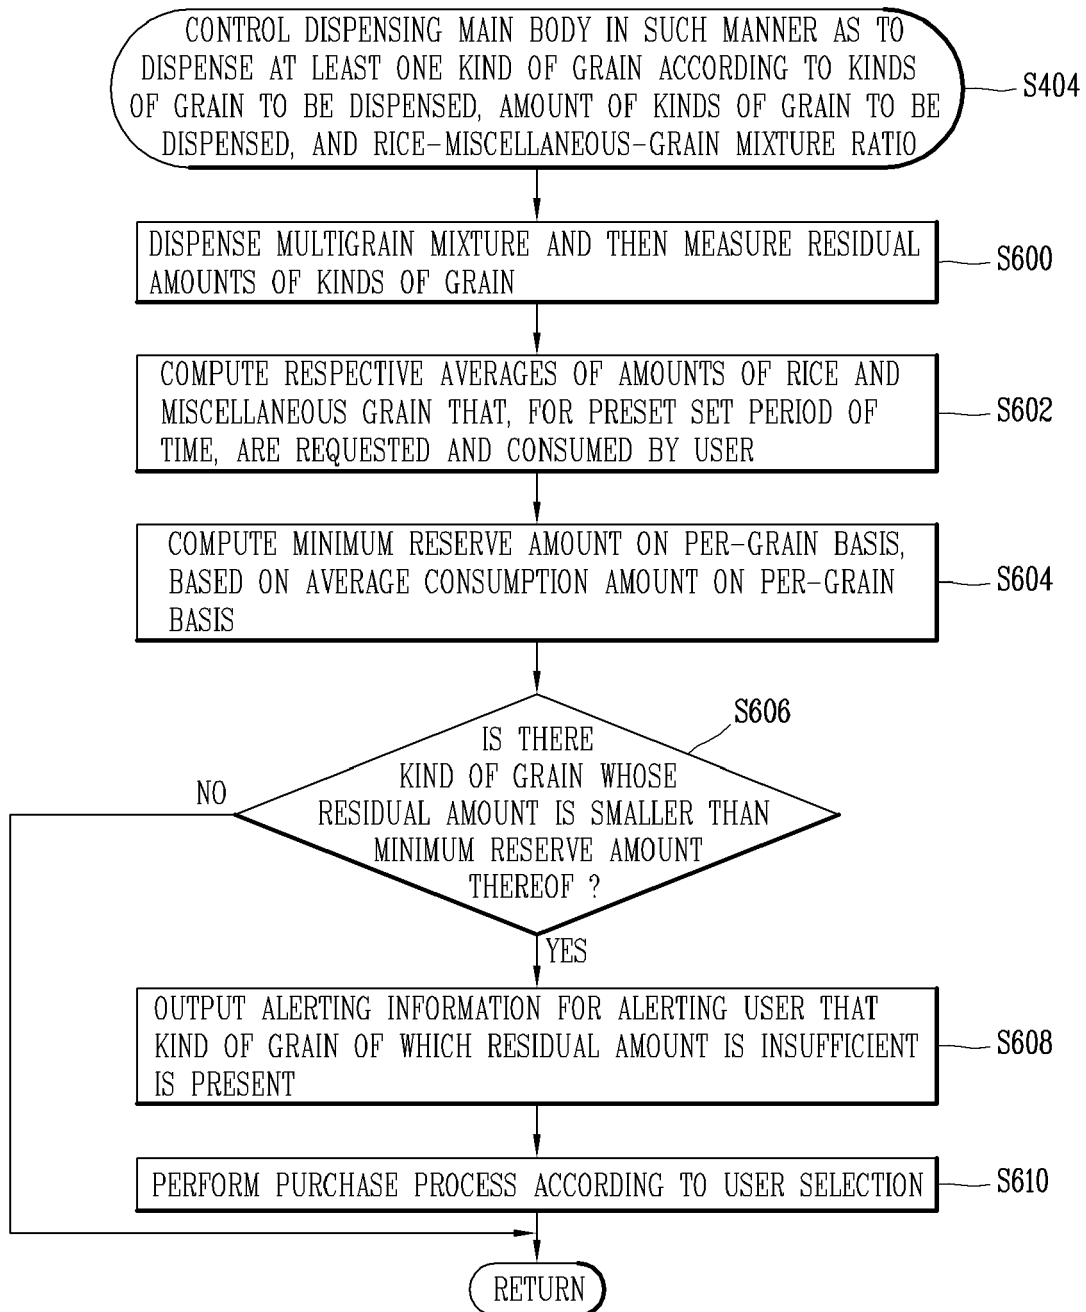 CONTROL DISPENSING MAIN BODY IN SUCH MANNER AS TO
DISPENSE AT LEAST ONE KIND OF GRAIN ACCORDING TO KINDS
OF GRAIN TO BE DISPENSED, AMOUNT OF KINDS OF GRAIN TO BE
DISPENSED, AND RICE-MISCELLANEOUS-GRAIN MIXTURE RATIO
S404
DISPENSE MULTIGRAIN MIXTURE AND THEN MEASURE RESIDUAL
AMOUNTS OF KINDS OF GRAIN
S600
COMPUTE RESPECTIVE AVERAGES OF AMOUNTS OF RICE AND
MISCELLANEOUS GRAIN THAT, FOR PRESET SET PERIOD OF
TIME, ARE REQUESTED AND CONSUMED BY USER
S602
COMPUTE MINIMUM RESERVE AMOUNT ON PER-GRAIN BASIS,
BASED ON AVERAGE CONSUMPTION AMOUNT ON PER-GRAIN
BASIS
S604
S606
IS THERE
KIND OF GRAIN WHOSE
RESIDUAL AMOUNT IS SMALLER THAN
MINIMUM RESERVE AMOUNT
THEREOF ?
NO
YES
OUTPUT ALERTING INFORMATION FOR ALERTING USER THAT
KIND OF GRAIN OF WHICH RESIDUAL AMOUNT IS INSUFFICIENT
IS PRESENT
S608
PERFORM PURCHASE PROCESS ACCORDING TO USER SELECTION
S610
RETURN